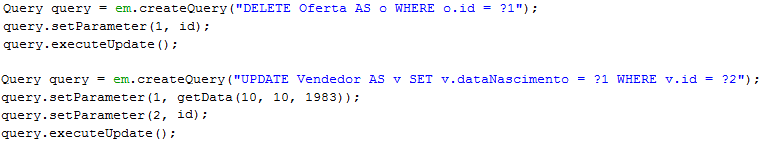 Query query = em.createQuery("DELETE Oferta AS o WHERE o.id = ?1");
query.setParameter(1, id);
query.executeUpdate();
Query query = em.createQuery("UPDATE Vendedor AS v SET v.dataNascimento = ?1 WHERE v.id = ?2");
query.setParameter(1, getData(10, 10, 1983));
query.setParameter(2, id);
query.executeUpdate();